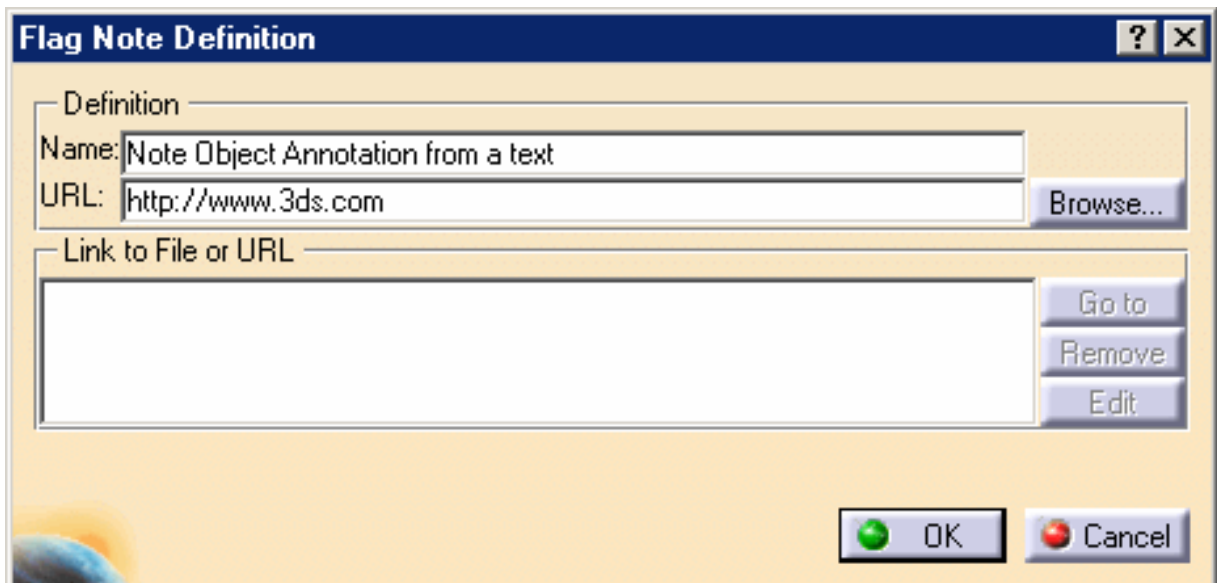 Flag Note Definition
Definition
Name: Note Object Annotation from a text
URL: http://www.3ds.com Browse...
Link to File or URL
Go to
Remove
Edit
OK Cancel